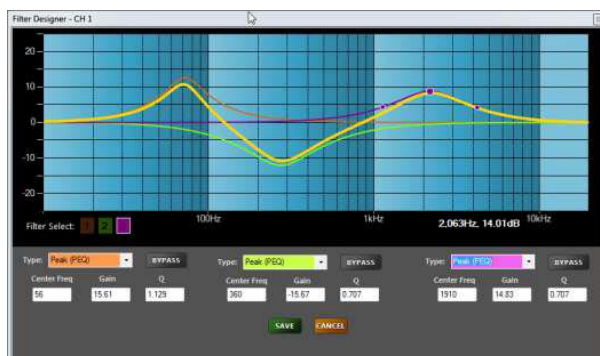 Filter Designer - CH 1
20
10
0
-10
-20
100Hz
1kHz
10kHz
2,063Hz, 14.01dB
Filter Select:
1
2
Type: Peak (PEQ) BYPASS
Center Freq Gain Q
56 15.61 1.129
Type: Peak (PEQ) BYPASS
Center Freq Gain Q
360 -15.67 0.707
Type: Peak (PEQ) BYPASS
Center Freq Gain Q
1910 14.83 0.707
SAVE CANCEL